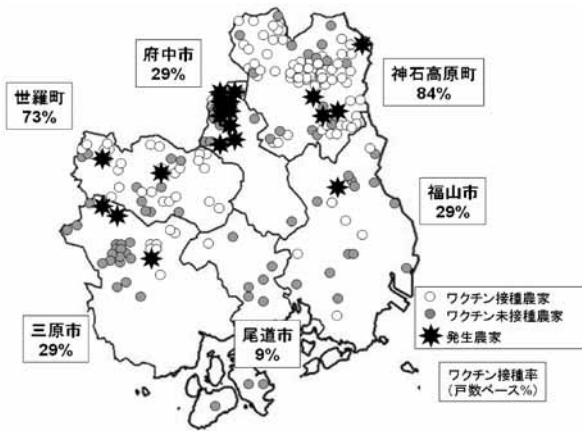 府中市
29%
神石高原町
84%
世羅町
73%
福山市
29%
三原市
29%
尾道市
9%
ワクチン接種農家
ワクチン未接種農家
発生農家
ワクチン接種率
(戸数ベース%)